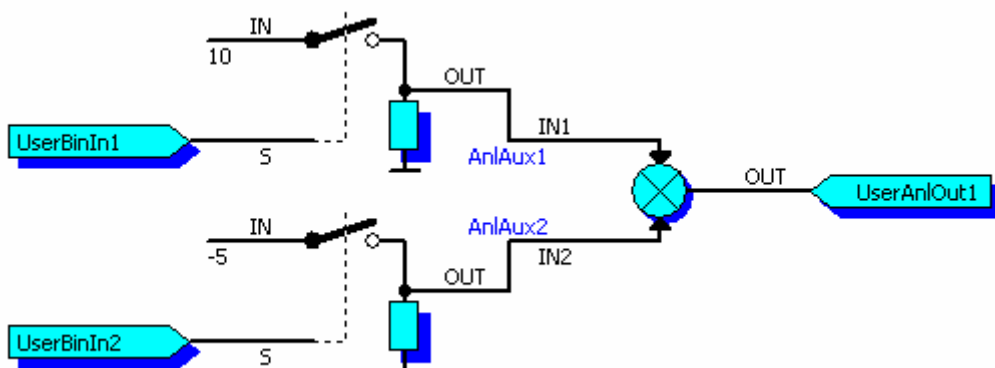 IN
10
OUT
UserBinIn1
S
IN1
AnlAux1
OUT
UserAnlOut1
IN
-5
AnlAux2
IN2
OUT
UserBinIn2
S